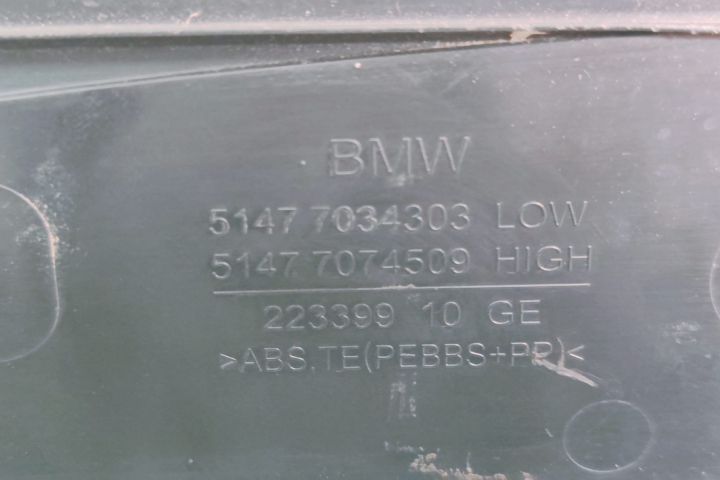 BMW
5147 7034303 LOW
5147 7074509 HIGH
223399 10 GE
>ABS,TE(PEBBS+PP)<